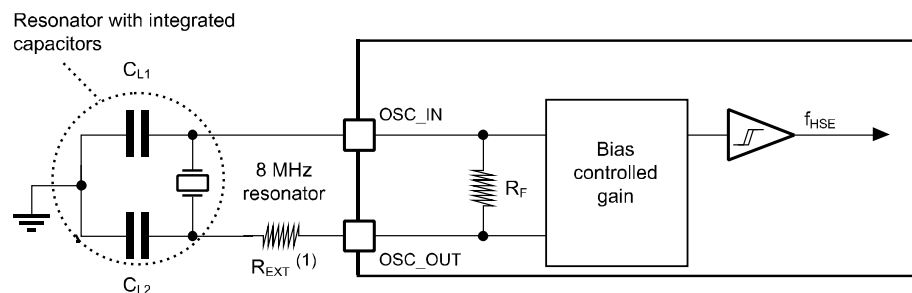 Resonator with integrated
capacitors
CL1
OSC_IN
fHSE
8 MHz
resonator
RF
Bias
controlled
gain
REXT (1)
OSC_OUT
CL2